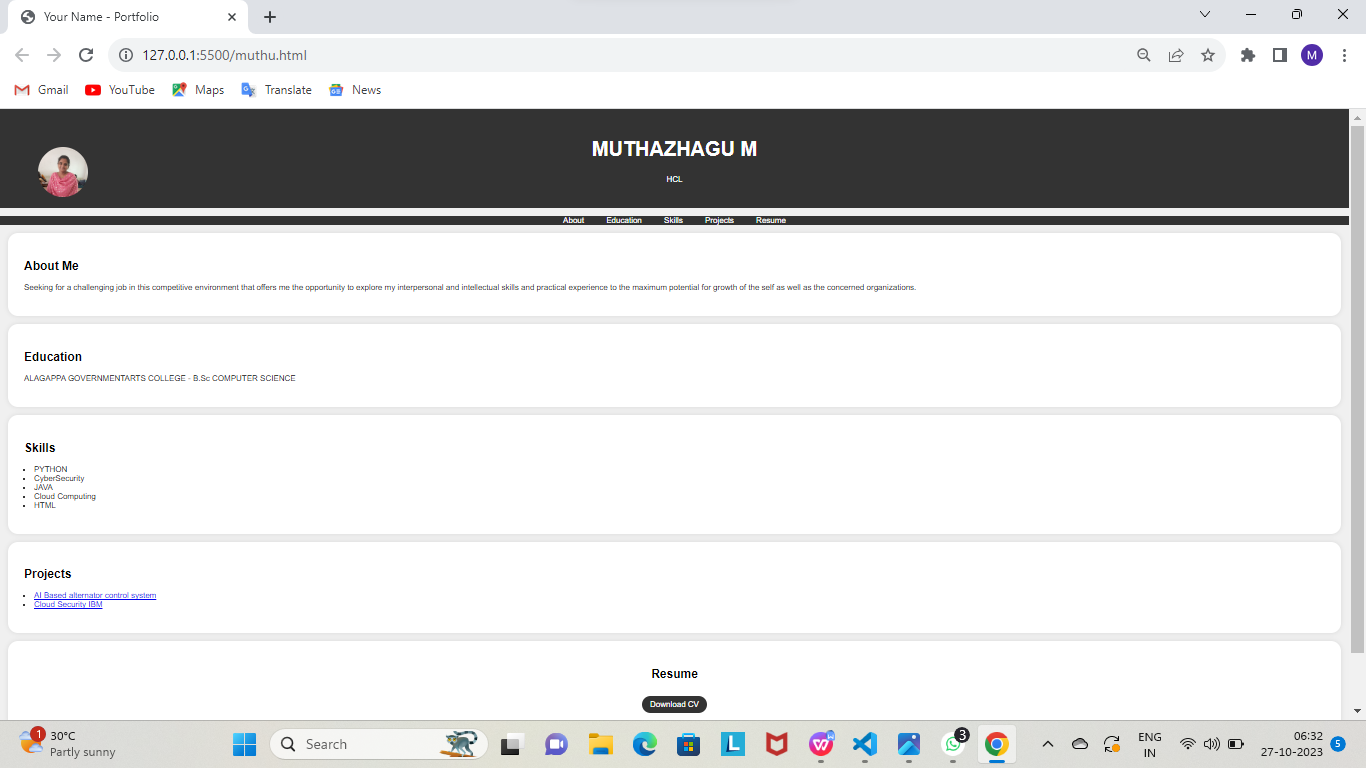 Your Name - Portfolio
127.0.0.1:5500/muthu.html
M
Gmail
YouTube
Maps
Translate
News
MUTHAZHAGU M
HCL
About Education Skills Projects Resume
About Me
Seeking for a challenging job in this competitive environment that offers me the opportunity to explore my interpersonal and intellectual skills and practical experience to the maximum potential for growth of the self as well as the concerned organizations.
Education
ALAGAPPA GOVERNMENTARTS COLLEGE - B.Sc COMPUTER SCIENCE
Skills
PYTHON
CyberSecurity
JAVA
Cloud Computing
HTML
Projects
AI Based alternator control system
Cloud Security IBM
Resume
Download CV
1
30°C
Partly sunny
Search
L
3
ENG
IN
06:32
27-10-2023
5